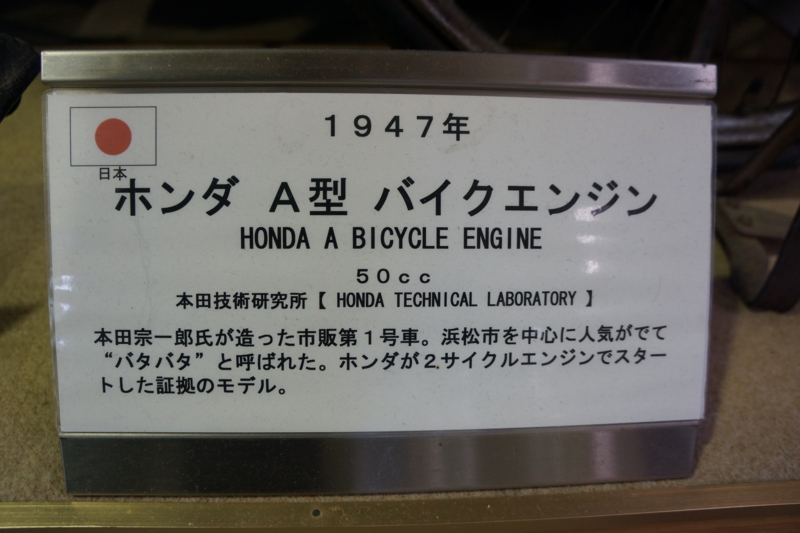 1947年
日本
ホンダ A型 バイクエンジン
HONDA A BICYCLE ENGINE
50cc
本田技術研究所【 HONDA TECHNICAL LABORATORY 】
本田宗一郎氏が造った市販第1号車。浜松市を中心に人気がでて
“バタバタ”と呼ばれた。ホンダが2サイクルエンジンでスター
トした証拠のモデル。